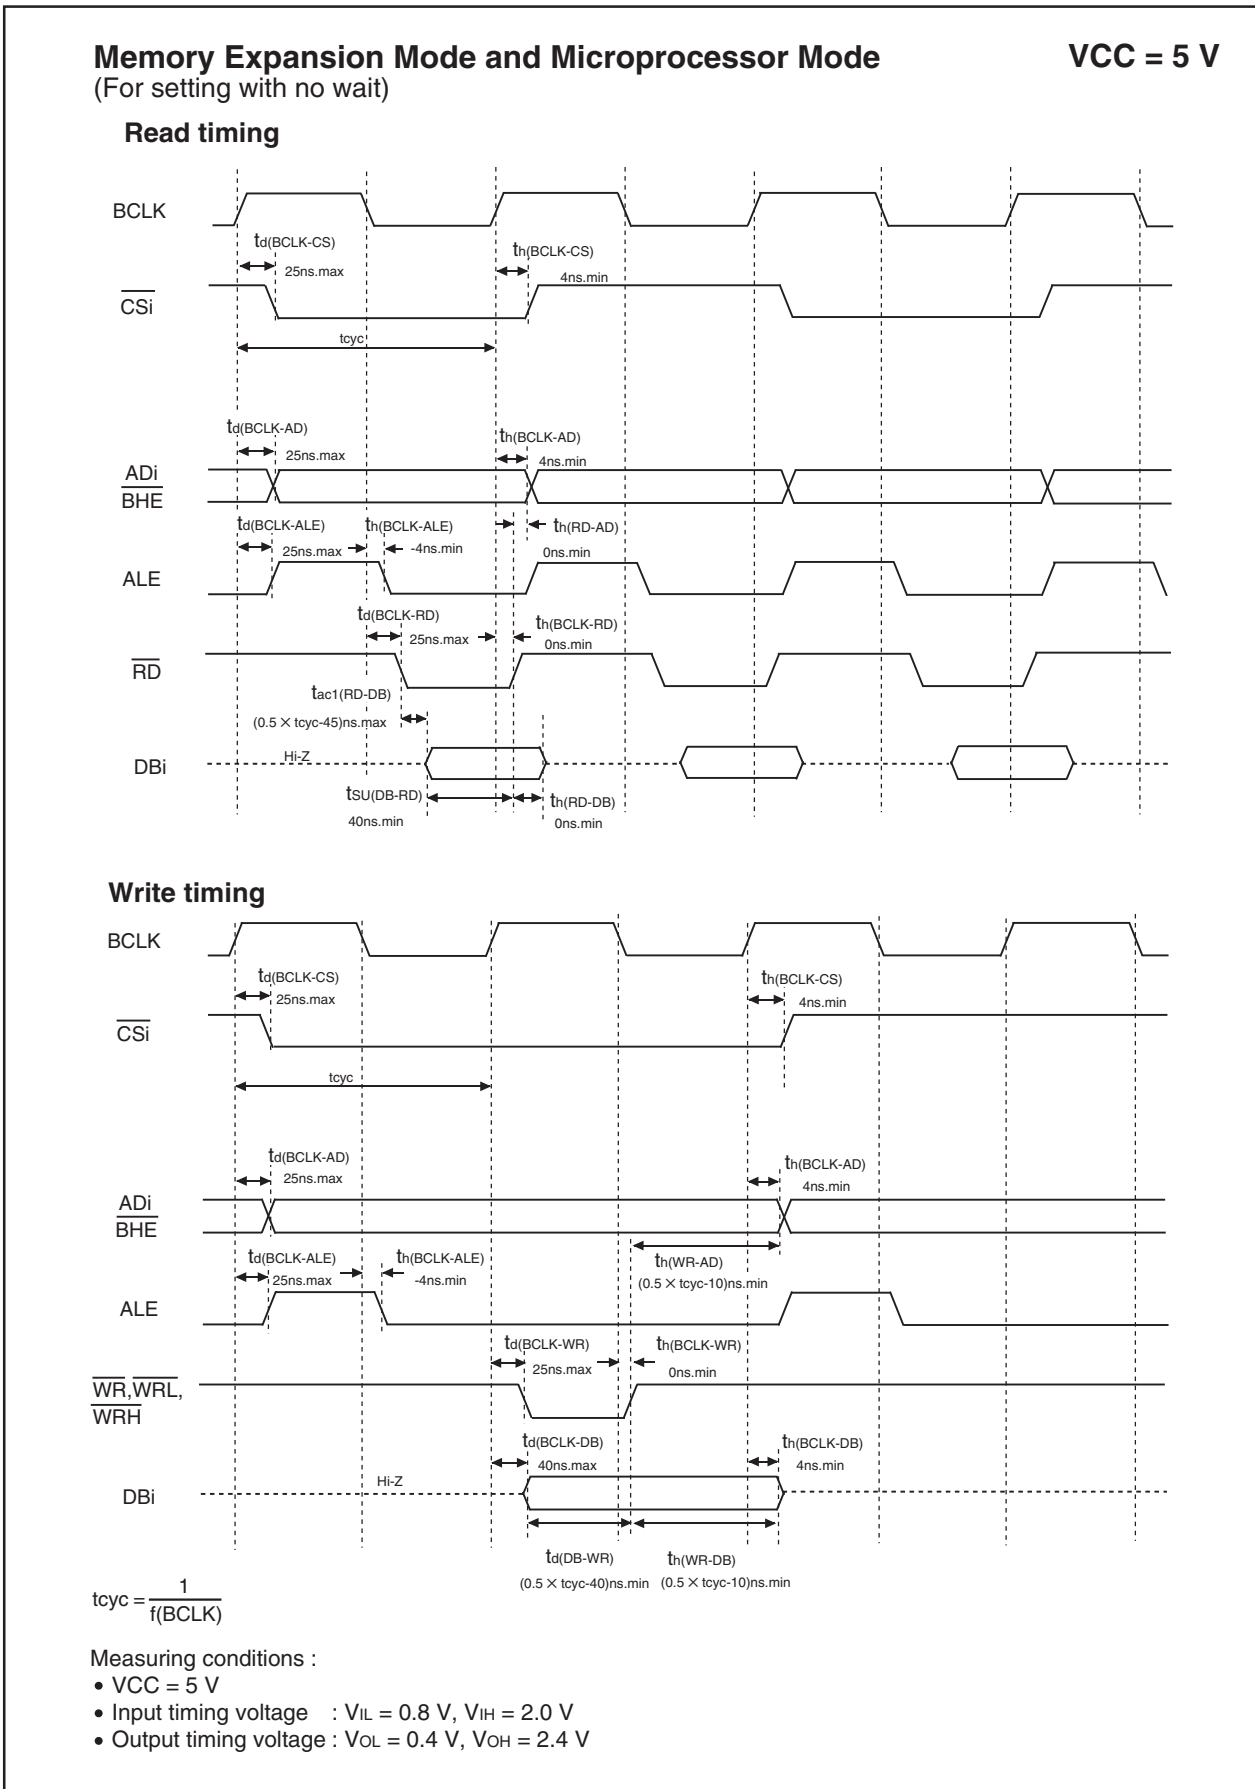 Memory Expansion Mode and Microprocessor Mode VCC = 5 V
(For setting with no wait)
Read timing
BCLK
td(BCLK-CS)
25ns.max
th(BCLK-CS)
4ns.min
CSi
tcyc
td(BCLK-AD)
25ns.max
th(BCLK-AD)
4ns.min
ADi
BHE
td(BCLK-ALE)
25ns.max
th(BCLK-ALE)
-4ns.min
th(RD-AD)
0ns.min
ALE
td(BCLK-RD)
25ns.max
th(BCLK-RD)
0ns.min
RD
tac1(RD-DB)
(0.5 × tcyc-45)ns.max
Hi-Z
DBi
tSU(DB-RD)
40ns.min
th(RD-DB)
0ns.min
Write timing
BCLK
td(BCLK-CS)
25ns.max
th(BCLK-CS)
4ns.min
CSi
tcyc
td(BCLK-AD)
25ns.max
th(BCLK-AD)
4ns.min
ADi
BHE
td(BCLK-ALE)
25ns.max
th(BCLK-ALE)
-4ns.min
th(WR-AD)
(0.5 × tcyc-10)ns.min
ALE
td(BCLK-WR)
25ns.max
th(BCLK-WR)
0ns.min
WR,WRL,
WRH
td(BCLK-DB)
40ns.max
th(BCLK-DB)
4ns.min
Hi-Z
DBi
td(DB-WR)
(0.5 × tcyc-40)ns.min
th(WR-DB)
(0.5 × tcyc-10)ns.min
tcyc = 1
f(BCLK)
Measuring conditions :
• VCC = 5 V
• Input timing voltage : VIL = 0.8 V, VIH = 2.0 V
• Output timing voltage : VOL = 0.4 V, VOH = 2.4 V